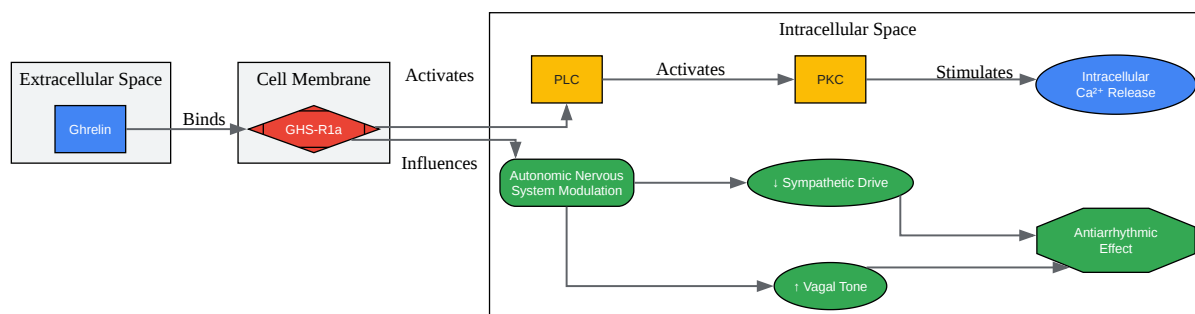 Intracellular Space
Extracellular Space
Cell Membrane
Activates
Ghrelin
Binds
GHS-R1a
Influences
PLC
Activates
PKC
Stimulates
Intracellular
Ca²⁺ Release
Autonomic Nervous
System Modulation
↓ Sympathetic Drive
↑ Vagal Tone
Antiarrhythmic
Effect